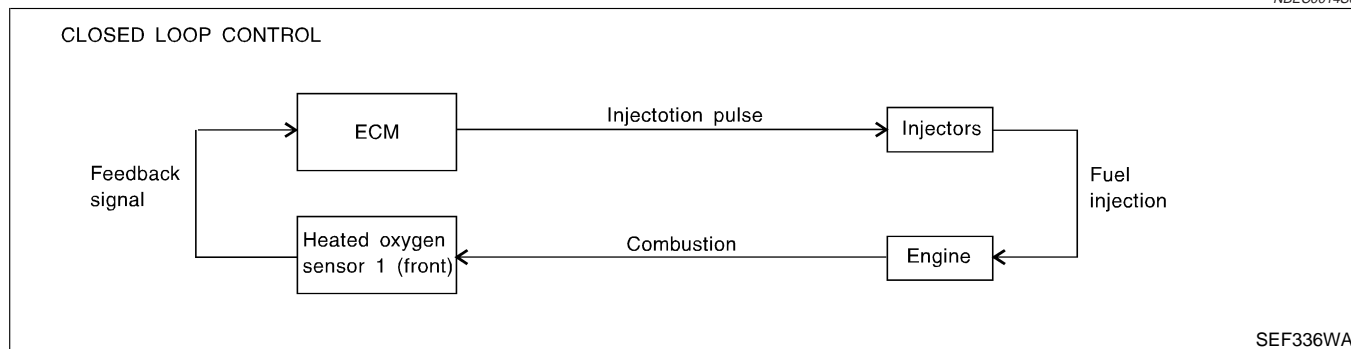 CLOSED LOOP CONTROL
ECM
Injectotion pulse
Injectors
Feedback
signal
Fuel
injection
Heated oxygen
sensor 1 (front)
Combustion
Engine
SEF336WA